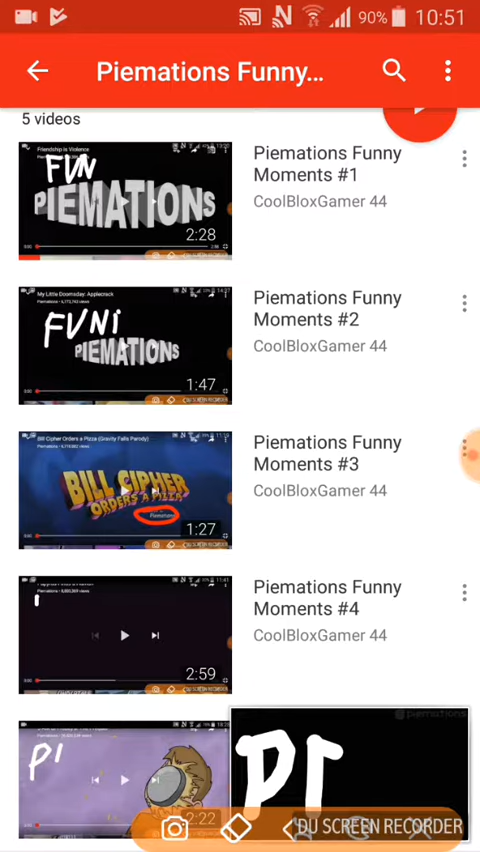 90% 10:51
Piemations Funny...
5 videos
Friendship is Violence
FUN
PIEMATIONS
2:28
Piemations Funny
Moments #1
CoolBloxGamer 44
My Little Doomsday: Applecrack
FUNi
PIEMATIONS
1:47
Piemations Funny
Moments #2
CoolBloxGamer 44
Bill Cipher Orders a Pizza (Gravity Falls Parody)
BILL CIPHER
ORDERS A PIZZA
Piemations
1:27
Piemations Funny
Moments #3
CoolBloxGamer 44
2:59
Piemations Funny
Moments #4
CoolBloxGamer 44
PI
2:22
piemations
PI
DU SCREEN RECORDER